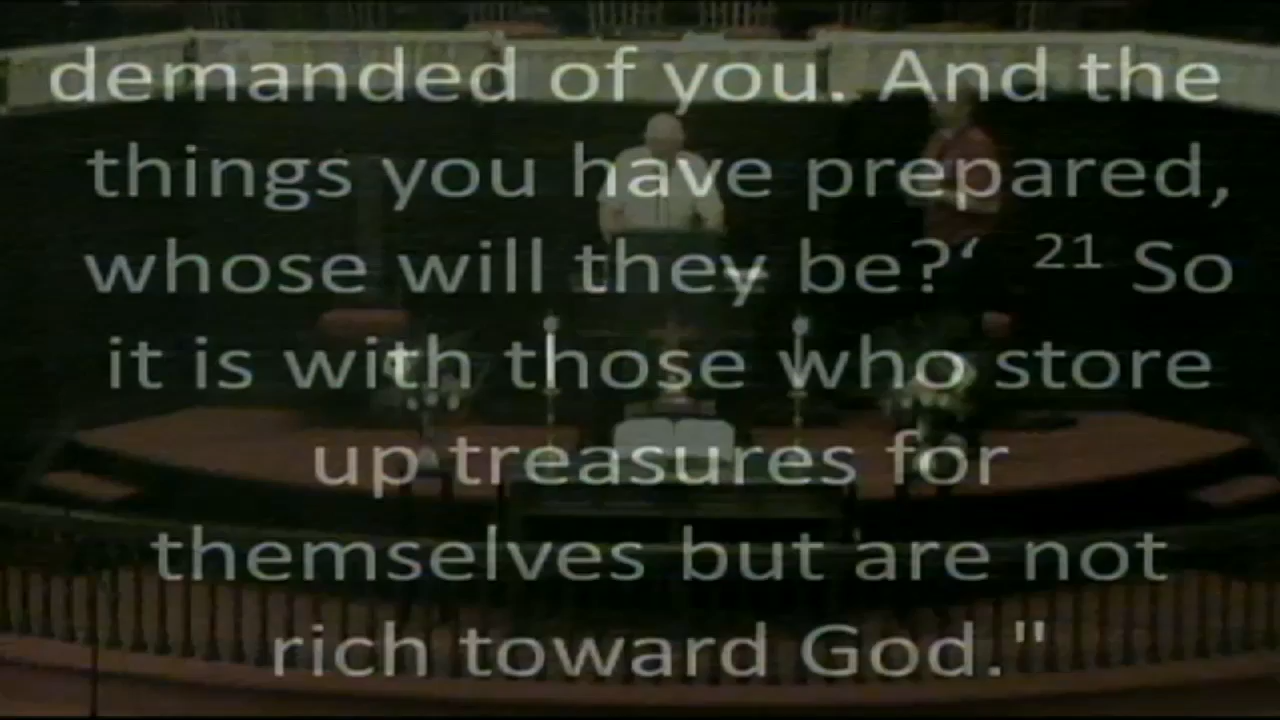 demanded of you. And the
things you have prepared,
whose will they be?‘ 21 So
it is with those who store
up treasures for
themselves but are not
rich toward God."